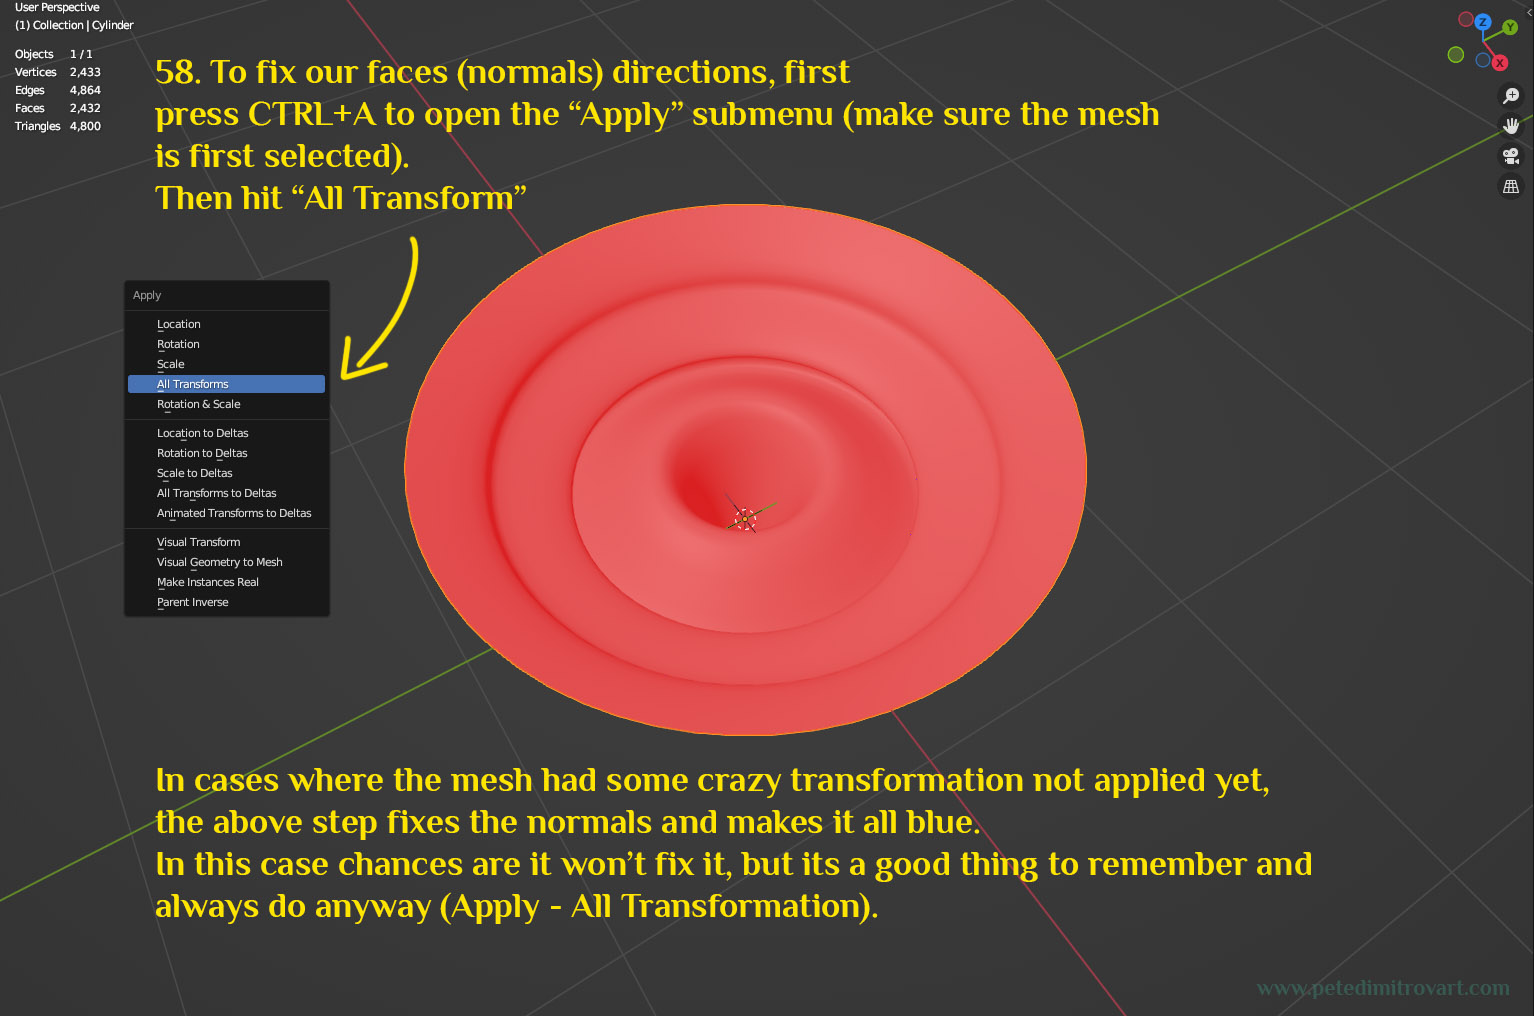 User Perspective
(1) Collection | Cylinder
Objects 1 / 1
Vertices 2,433
Edges 4,864
Faces 2,432
Triangles 4,800
Z
Y
X
58. To fix our faces (normals) directions, first
press CTRL+A to open the “Apply” submenu (make sure the mesh
is first selected).
Then hit “All Transform”
Apply
Location
Rotation
Scale
All Transforms
Rotation & Scale
Location to Deltas
Rotation to Deltas
Scale to Deltas
All Transforms to Deltas
Animated Transforms to Deltas
Visual Transform
Visual Geometry to Mesh
Make Instances Real
Parent Inverse
In cases where the mesh had some crazy transformation not applied yet,
the above step fixes the normals and makes it all blue.
In this case chances are it won’t fix it, but its a good thing to remember and
always do anyway (Apply - All Transformation).
www.petedimitrovart.com